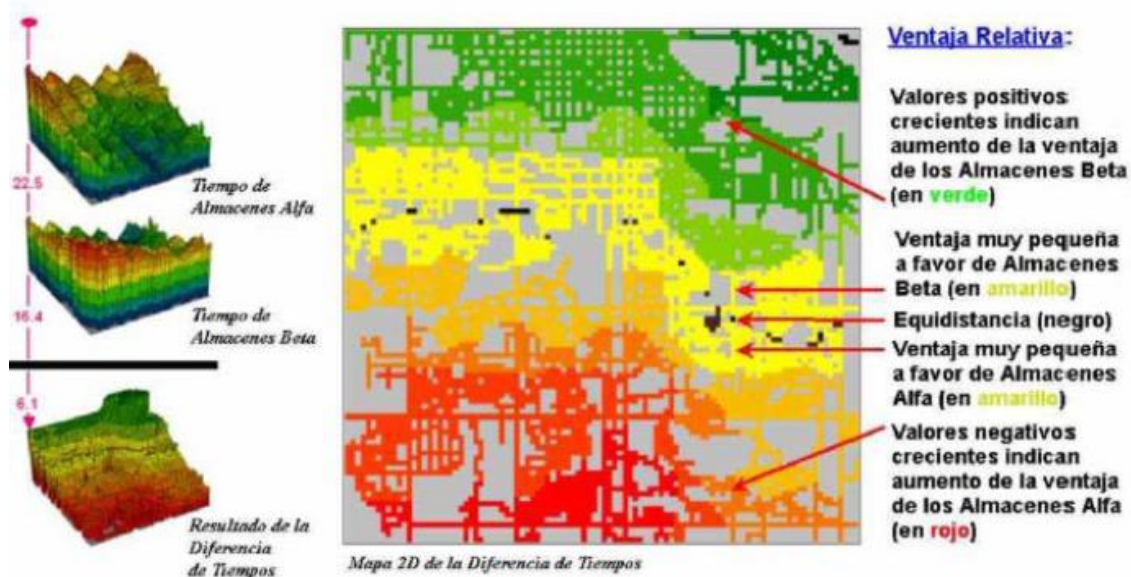 22.5
Tiempo de
Almacenes Alfa
16.4
Tiempo de
Almacenes Beta
6.1
Resultado de la
Diferencia
de Tiempos
Mapa 2D de la Diferencia de Tiempos
Ventaja Relativa:
Valores positivos
crecientes indican
aumento de la ventaja
de los Almacenes Beta
(en verde)
Ventaja muy pequeña
a favor de Almacenes
Beta (en amarillo)
Equidistancia (negro)
Ventaja muy pequeña
a favor de Almacenes
Alfa (en amarillo)
Valores negativos
crecientes indican
aumento de la ventaja
de los Almacenes Alfa
(en rojo)